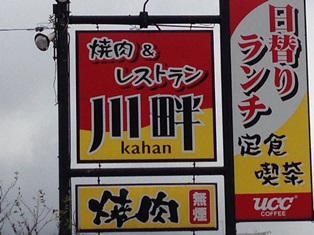 焼肉&
レストラン
川畔
kahan
焼肉 無煙
日替り
ランチ
定食
喫茶
UCC
COFFEE